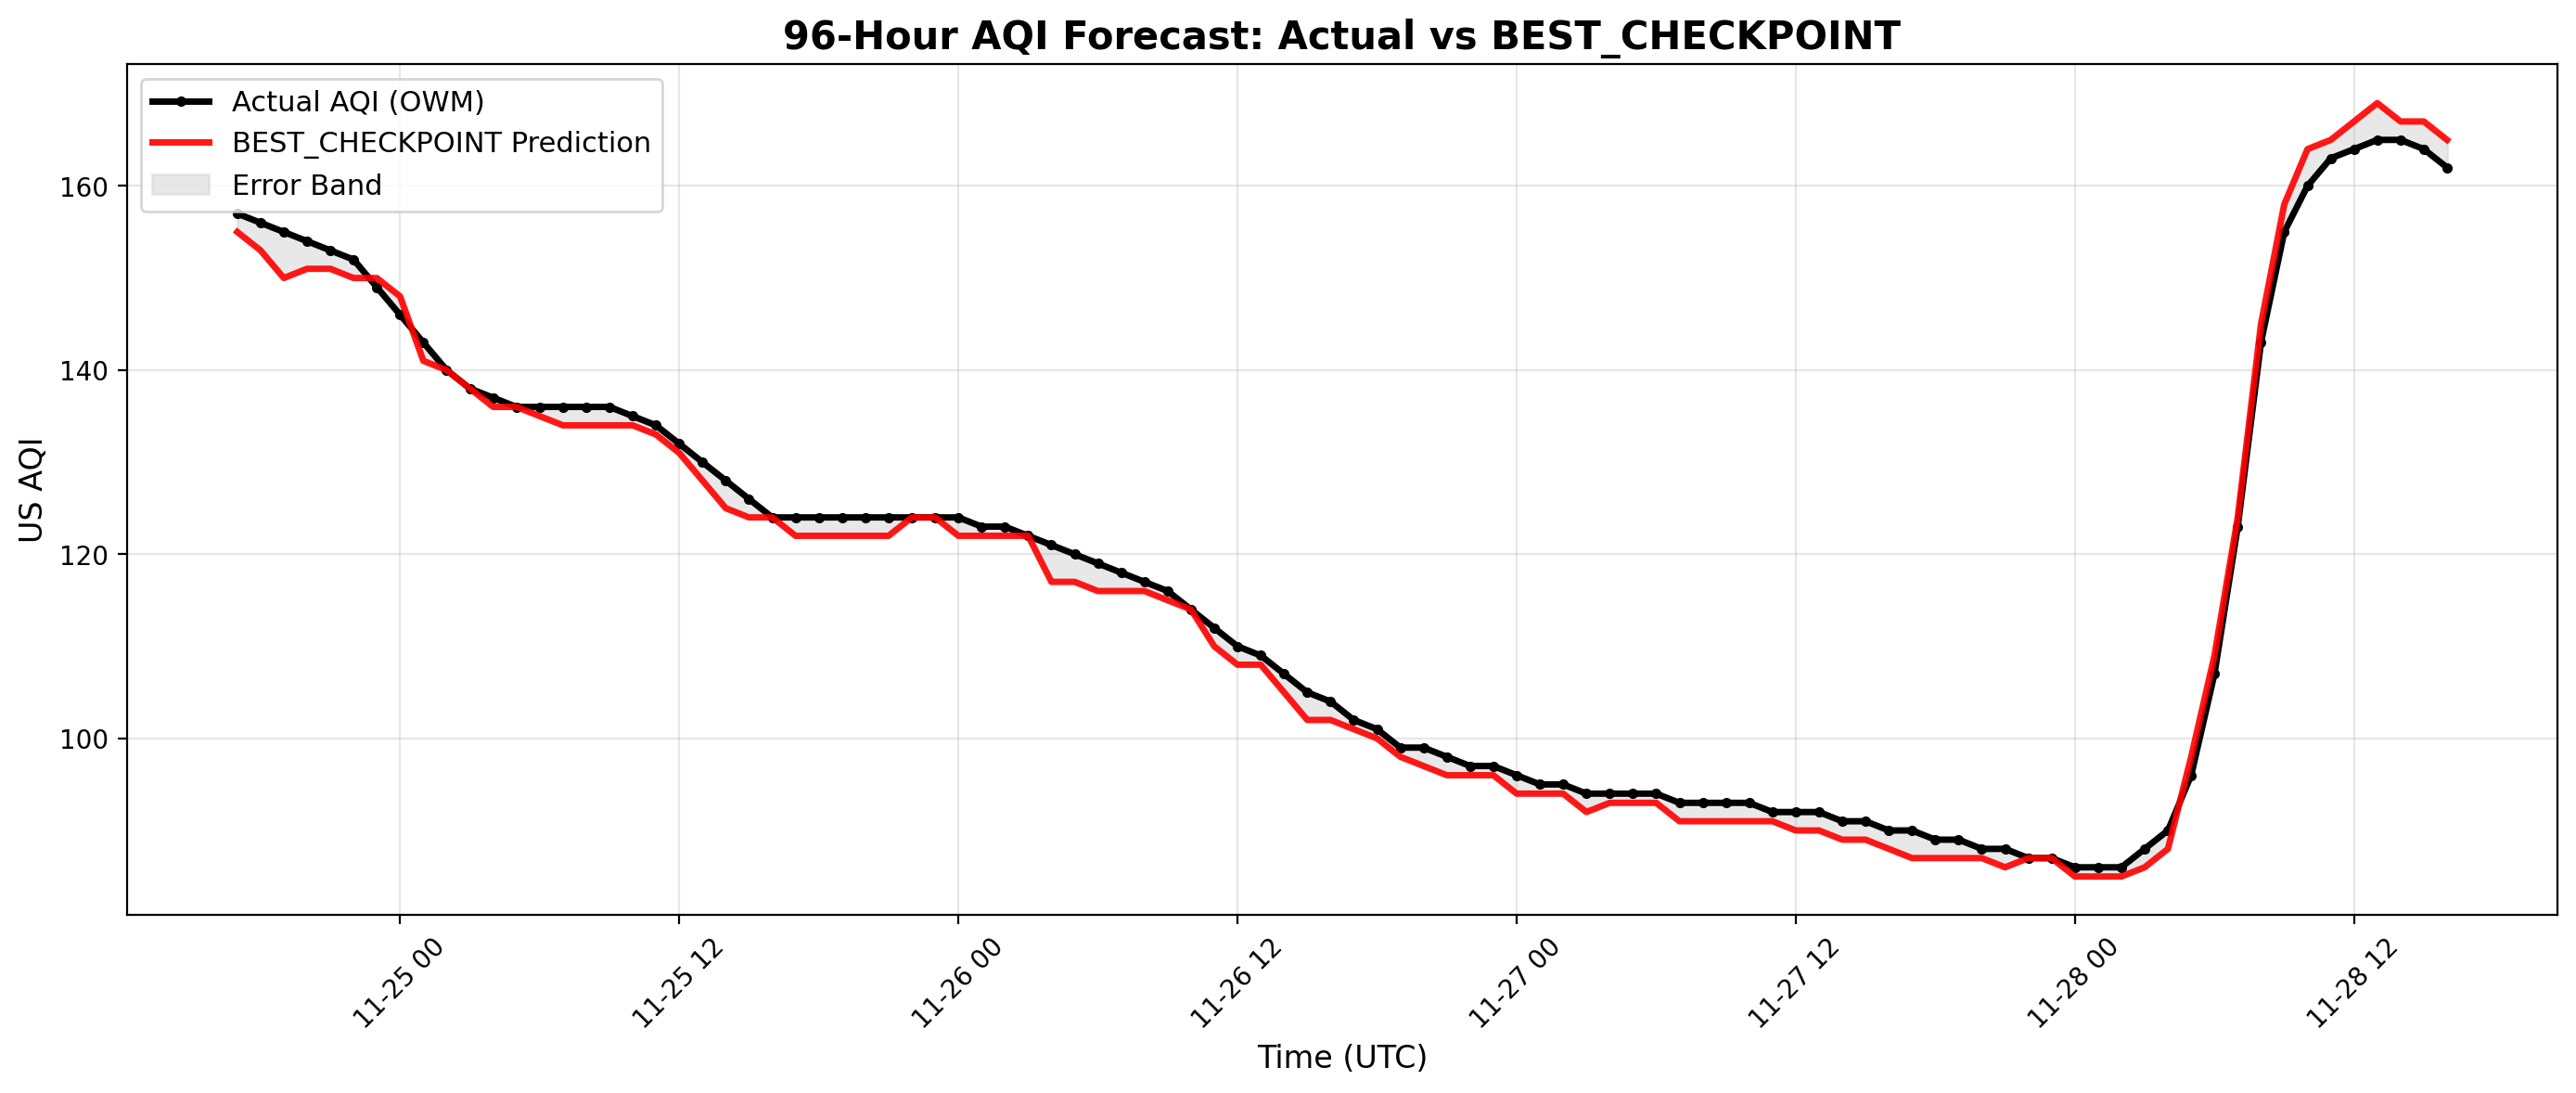 96-Hour AQI Forecast: Actual vs BEST_CHECKPOINT
Actual AQI (OWM)
BEST_CHECKPOINT Prediction
Error Band
US AQI
160
140
120
100
11-25 00
11-25 12
11-26 00
11-26 12
11-27 00
11-27 12
11-28 00
11-28 12
Time (UTC)